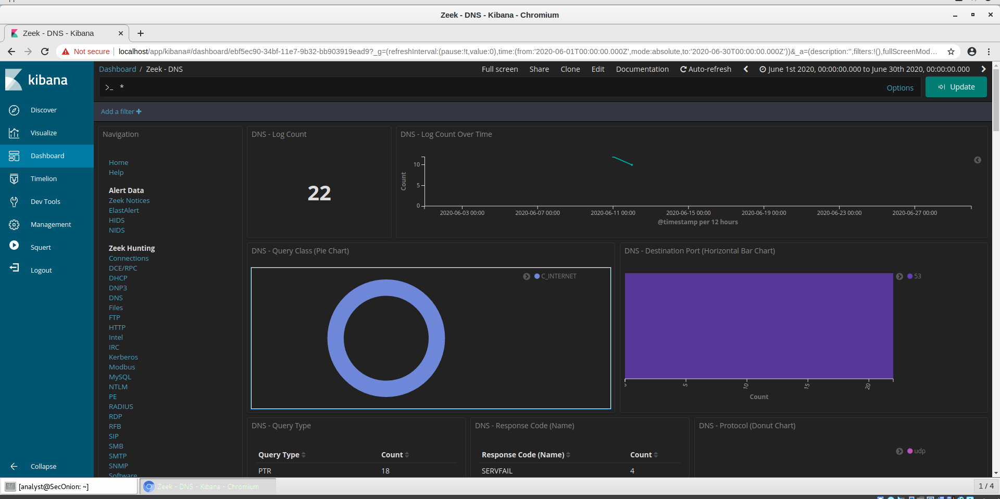 Zeek - DNS - Kibana - Chromium
Zeek - DNS - Kibana
Not secure
localhost/app/kibana#/dashboard/ebf5ec90-34bf-11e7-9b32-bb903919ead9?_g=(refreshInterval:(pause:!t,value:0),time:(from:'2020-06-01T00:00:00.000Z',mode:absolute,to:'2020-06-30T00:00:00.000Z'))&_a=(description:'',filters:!(),fullScreenMod...
kibana
Discover
Visualize
Dashboard
Timelion
Dev Tools
Management
Squert
Logout
Collapse
Dashboard / Zeek - DNS
Full screen Share Clone Edit Documentation Auto-refresh June 1st 2020, 00:00:00.000 to June 30th 2020, 00:00:00.000
>_ *
Options
Update
Add a filter +
Navigation
Home
Help
Alert Data
Zeek Notices
ElastAlert
HIDS
NIDS
Zeek Hunting
Connections
DCE/RPC
DHCP
DNP3
DNS
Files
FTP
HTTP
Intel
IRC
Kerberos
Modbus
MySQL
NTLM
PE
RADIUS
RDP
RFB
SIP
SMB
SMTP
SNMP
Software
DNS - Log Count
22
DNS - Log Count Over Time
Count
10
5
0
2020-06-03 00:00 2020-06-07 00:00 2020-06-11 00:00 2020-06-15 00:00 2020-06-19 00:00 2020-06-23 00:00 2020-06-27 00:00
@timestamp per 12 hours
DNS - Query Class (Pie Chart)
C_INTERNET
DNS - Destination Port (Horizontal Bar Chart)
53
5 10 15 20
Count
DNS - Query Type
Query Type Count
PTR 18
DNS - Response Code (Name)
Response Code (Name) Count
SERVFAIL 4
DNS - Protocol (Donut Chart)
udp
[analyst@SecOnion: ~]
Zeek - DNS - Kibana - Chromium
1 / 4